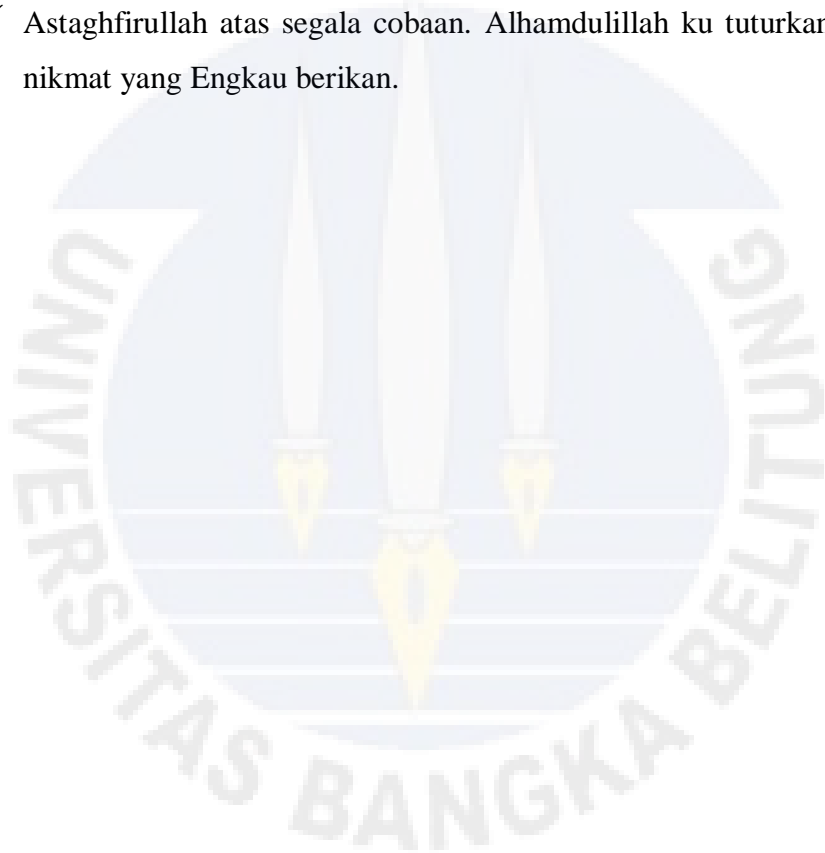 Astaghfirullah atas segala cobaan. Alhamdulillah ku tuturkan
nikmat yang Engkau berikan.
UNIVERSITAS BANGKA BELITUNG